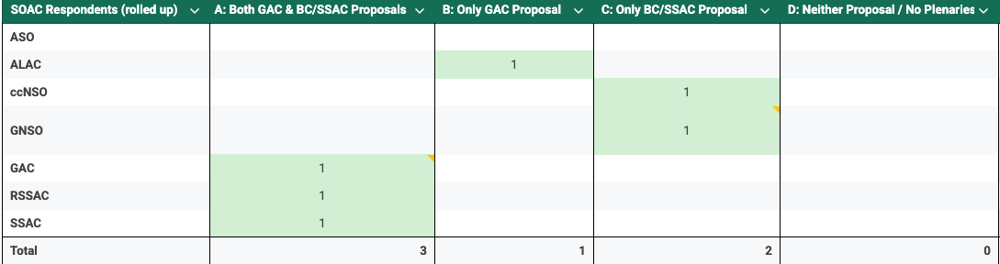 SOAC Respondents (rolled up) A: Both GAC & BC/SSAC Proposals B: Only GAC Proposal C: Only BC/SSAC Proposal D: Neither Proposal / No Plenaries
ASO
ALAC 1
ccNSO 1
GNSO 1
GAC 1
RSSAC 1
SSAC 1
Total 3 1 2 0